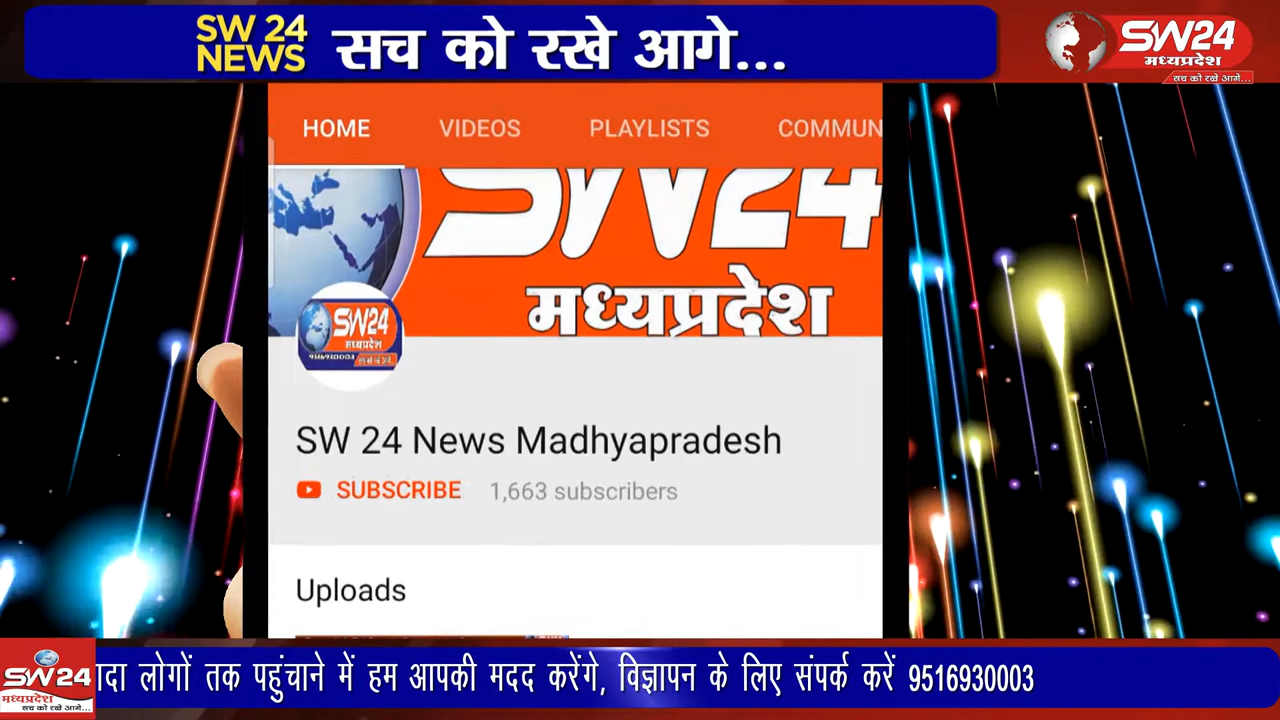 SW 24
NEWS
सच को रखे आगे...
SW24
मध्यप्रदेश
सच को रखे आगे...
HOME VIDEOS PLAYLISTS COMMUN
SW24
मध्यप्रदेश
SW24
मध्यप्रदेश
9516930003
SW 24 News Madhyapradesh
SUBSCRIBE 1,663 subscribers
Uploads
SW24
मध्यप्रदेश
सच को रखे आगे...
लोगों तक पहुंचाने में हम आपकी मदद करेंगे, विज्ञापन के लिए संपर्क करें 9516930003